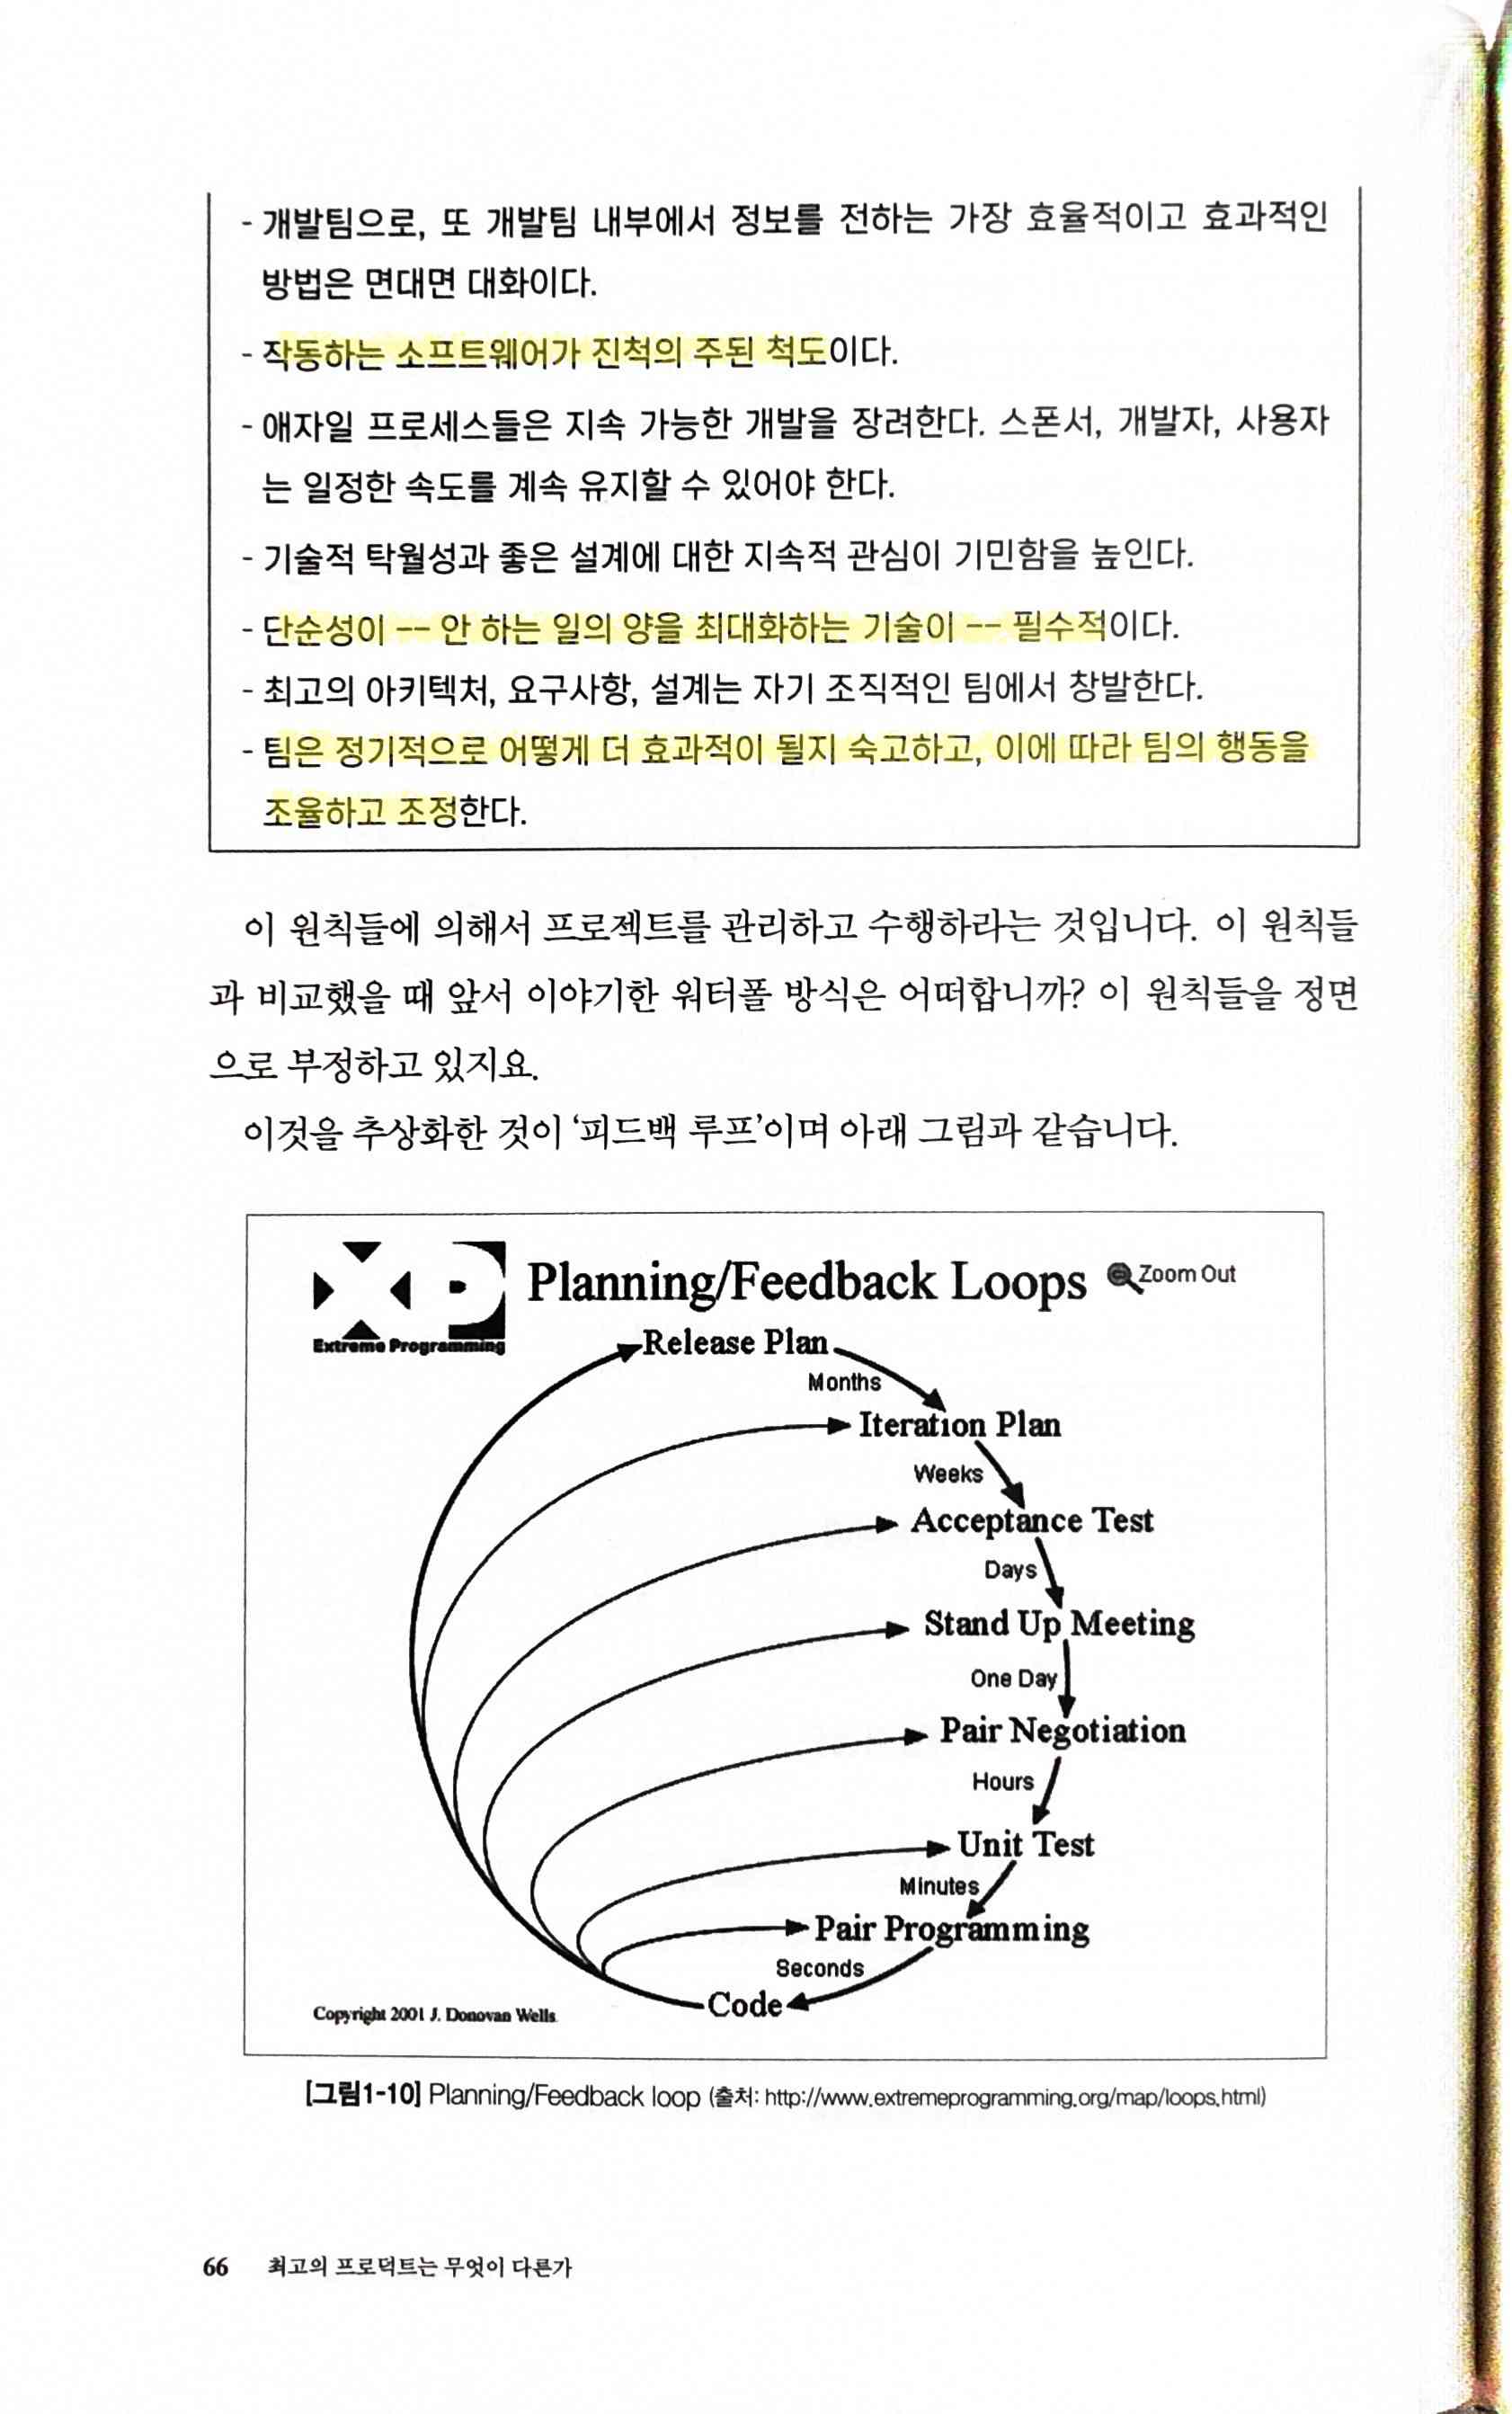 - 개발팀으로, 또 개발팀 내부에서 정보를 전하는 가장 효율적이고 효과적인
방법은 면대면 대화이다.
- 작동하는 소프트웨어가 진척의 주된 척도이다.
- 애자일 프로세스들은 지속 가능한 개발을 장려한다. 스폰서, 개발자, 사용자
는 일정한 속도를 계속 유지할 수 있어야 한다.
- 기술적 탁월성과 좋은 설계에 대한 지속적 관심이 기민함을 높인다.
- 단순성이 -- 안 하는 일의 양을 최대화하는 기술이 -- 필수적이다.
- 최고의 아키텍처, 요구사항, 설계는 자기 조직적인 팀에서 창발한다.
- 팀은 정기적으로 어떻게 더 효과적이 될지 숙고하고, 이에 따라 팀의 행동을
조율하고 조정한다.
이 원칙들에 의해서 프로젝트를 관리하고 수행하라는 것입니다. 이 원칙들
과 비교했을 때 앞서 이야기한 워터폴 방식은 어떠합니까? 이 원칙들을 정면
으로 부정하고 있지요.
이것을 추상화한 것이 ‘피드백 루프’이며 아래 그림과 같습니다.
XP
Extreme Programming
Planning/Feedback Loops
Zoom Out
Release Plan
Months
Iteration Plan
Weeks
Acceptance Test
Days
Stand Up Meeting
One Day
Pair Negotiation
Hours
Unit Test
Minutes
Pair Programming
Seconds
Code
Copyright 2001 J. Donovan Wells
[그림1-10] Planning/Feedback loop (출처: http://www.extremeprogramming.org/map/loops.html)
66 최고의 프로덕트는 무엇이 다른가